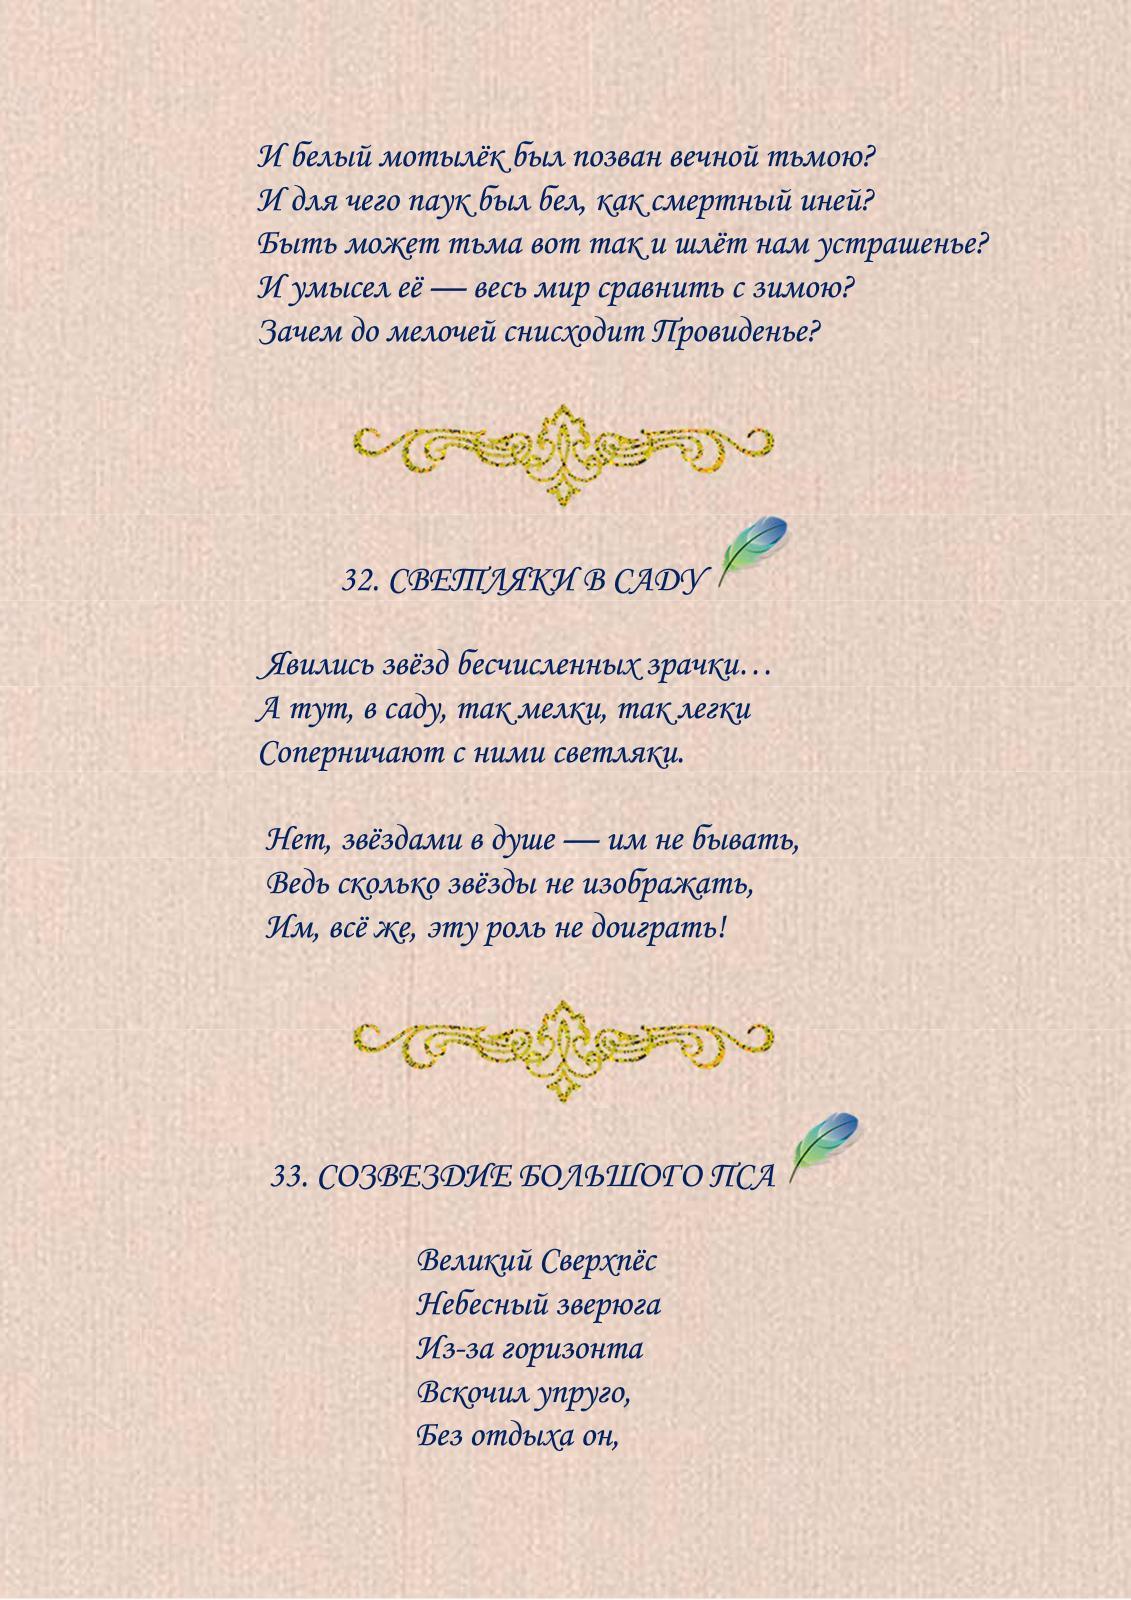 И белый мотылёк был позван вечной тьмою?
И для чего паук был бел, как смертный иней?
Быть может тьма вот так и шлёт нам устрашенье?
И умысел её — весь мир сравнить с зимою?
Зачем до мелочей снисходит Провиденье?
32. СВЕТЛЯКИ В САДУ
Явились звёзд бесчисленных зрачки…
А тут, в саду, так мелки, так легки
Соперничают с ними светляки.
Нет, звёздами в душе — им не бывать,
Ведь сколько звёзды не изображать,
Им, всё же, эту роль не доиграть!
33. СОЗВЕЗДИЕ БОЛЬШОГО ПСА
Великий Сверхпёс
Небесный зверюга
Из-за горизонта
Вскочил упруго,
Без отдыха он,